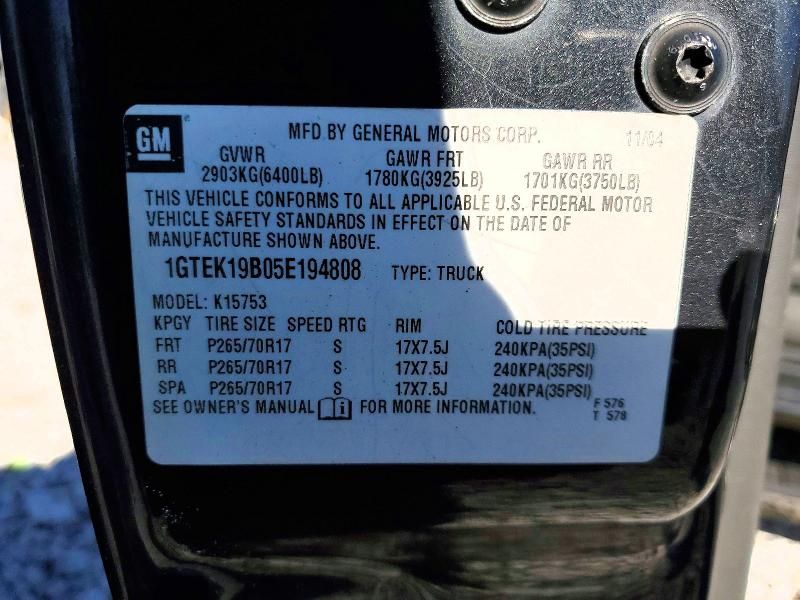 GM
MFD BY GENERAL MOTORS CORP. 11/04
GVWR GAWR FRT GAWR RR
2903KG(6400LB) 1780KG(3925LB) 1701KG(3750LB)
THIS VEHICLE CONFORMS TO ALL APPLICABLE U.S. FEDERAL MOTOR
VEHICLE SAFETY STANDARDS IN EFFECT ON THE DATE OF
MANUFACTURE SHOWN ABOVE.
1GTEK19B05E194808 TYPE: TRUCK
MODEL: K15753
KPGY TIRE SIZE SPEED RTG RIM COLD TIRE PRESSURE
FRT P265/70R17 S 17X7.5J 240KPA(35PSI)
RR P265/70R17 S 17X7.5J 240KPA(35PSI)
SPA P265/70R17 S 17X7.5J 240KPA(35PSI)
SEE OWNER'S MANUAL i FOR MORE INFORMATION.
F 576
T 578